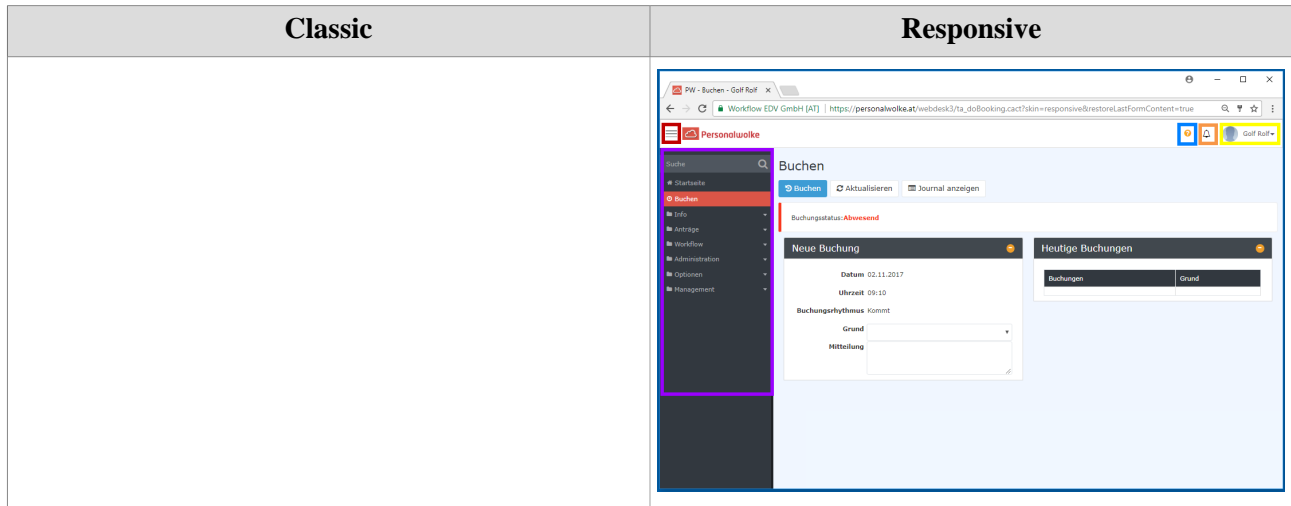 Classic
Responsive
PW - Buchen - Golf Rolf
Workflow EDV GmbH [AT] | https://personalwolke.at/webdesk3/ta_doBooking.cact?skin=responsive&restoreLastFormContent=true
Personalwolke
Golf Rolf
Suche
Startseite
Buchen
Info
Anträge
Workflow
Administration
Optionen
Management
Buchen
Buchen Aktualisieren Journal anzeigen
Buchungsstatus:Abwesend
Neue Buchung
Datum 02.11.2017
Uhrzeit 09:10
Buchungsrhythmus Kommt
Grund
Mitteilung
Heutige Buchungen
Buchungen Grund